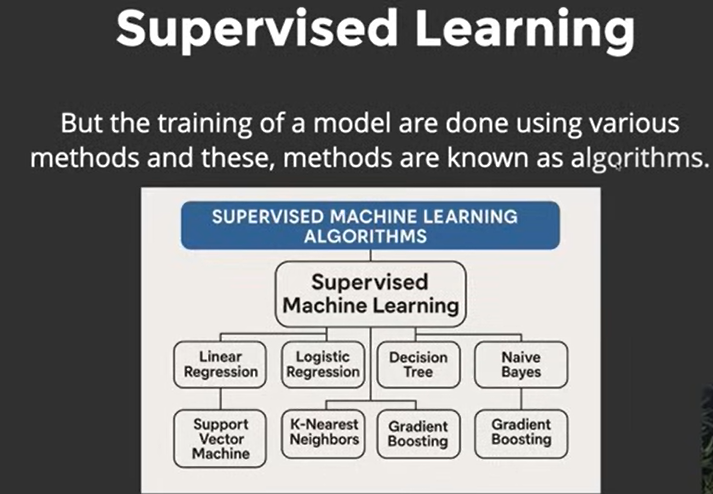 Supervised Learning
But the training of a model are done using various
methods and these, methods are known as algorithms.
SUPERVISED MACHINE LEARNING
ALGORITHMS
Supervised
Machine Learning
Linear
Regression
Logistic
Regression
Decision
Tree
Naive
Bayes
Support
Vector
Machine
K-Nearest
Neighbors
Gradient
Boosting
Gradient
Boosting